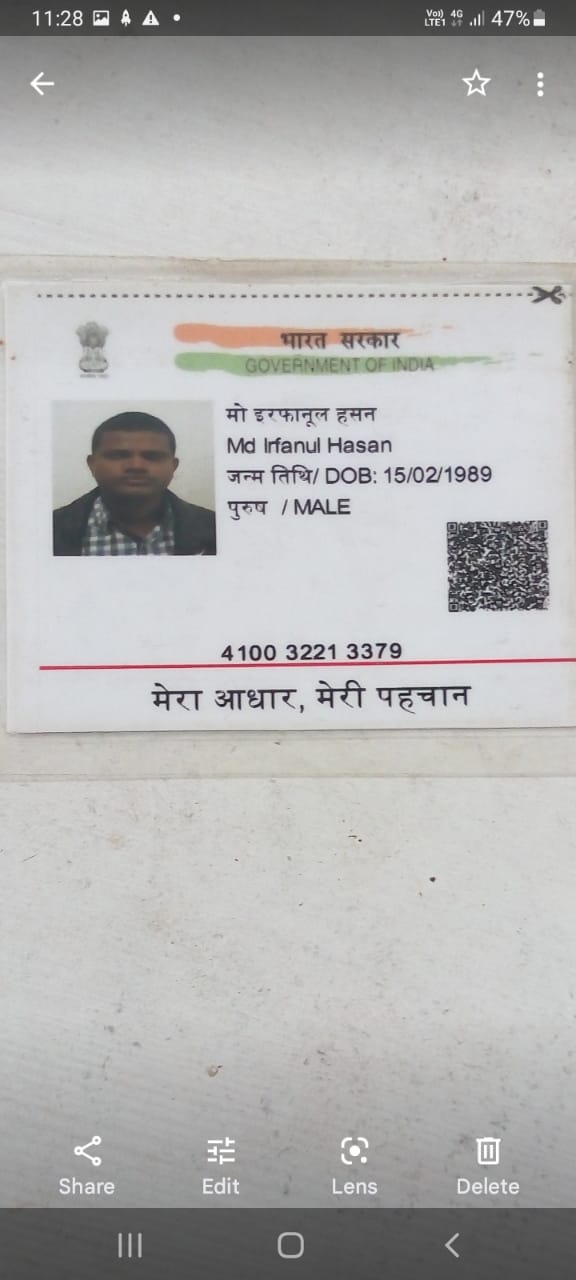 11:28
Vo)) 4G
LTE1
47%
भारत सरकार
GOVERNMENT OF INDIA
मो इरफानूल हसन
Md Irfanul Hasan
जन्म तिथि/ DOB: 15/02/1989
पुरुष / MALE
4100 3221 3379
मेरा आधार, मेरी पहचान
Share
Edit
Lens
Delete